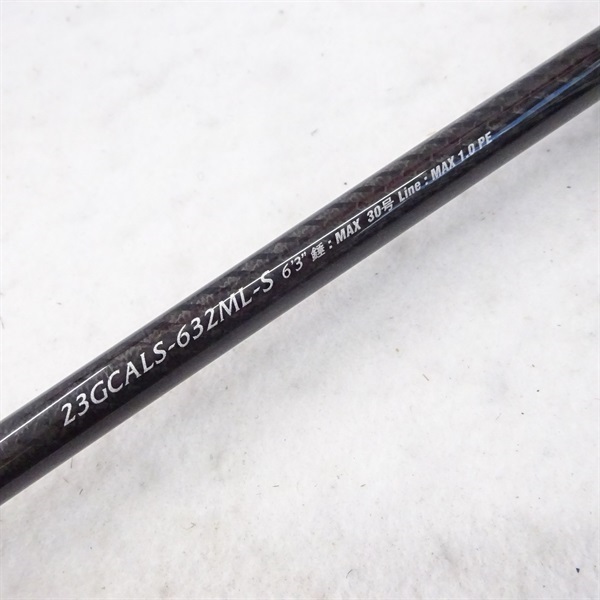 23GCALS-632ML-S 6'3" 錘：MAX 30号 Line：MAX 1.0 PE